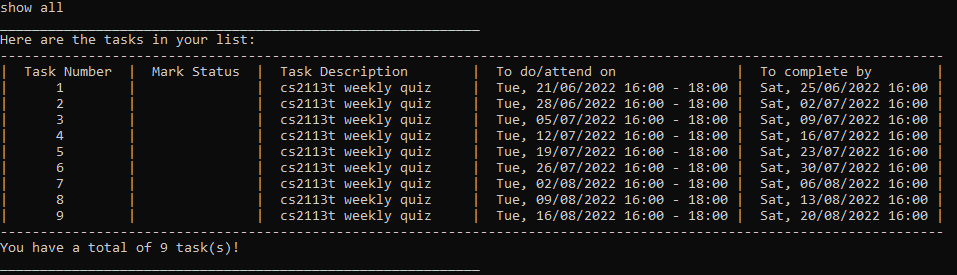 show all
____________________________________________________________
Here are the tasks in your list:
----------------------------------------------------------------------------------------------------------------------
|  Task Number  |  Mark Status  |  Task Description        |  To do/attend on               |  To complete by        |
|       1        |               |  cs2113t weekly quiz     |  Tue, 21/06/2022 16:00 - 18:00 |  Sat, 25/06/2022 16:00 |
|       2        |               |  cs2113t weekly quiz     |  Tue, 28/06/2022 16:00 - 18:00 |  Sat, 02/07/2022 16:00 |
|       3        |               |  cs2113t weekly quiz     |  Tue, 05/07/2022 16:00 - 18:00 |  Sat, 09/07/2022 16:00 |
|       4        |               |  cs2113t weekly quiz     |  Tue, 12/07/2022 16:00 - 18:00 |  Sat, 16/07/2022 16:00 |
|       5        |               |  cs2113t weekly quiz     |  Tue, 19/07/2022 16:00 - 18:00 |  Sat, 23/07/2022 16:00 |
|       6        |               |  cs2113t weekly quiz     |  Tue, 26/07/2022 16:00 - 18:00 |  Sat, 30/07/2022 16:00 |
|       7        |               |  cs2113t weekly quiz     |  Tue, 02/08/2022 16:00 - 18:00 |  Sat, 06/08/2022 16:00 |
|       8        |               |  cs2113t weekly quiz     |  Tue, 09/08/2022 16:00 - 18:00 |  Sat, 13/08/2022 16:00 |
|       9        |               |  cs2113t weekly quiz     |  Tue, 16/08/2022 16:00 - 18:00 |  Sat, 20/08/2022 16:00 |
----------------------------------------------------------------------------------------------------------------------
You have a total of 9 task(s)!
____________________________________________________________